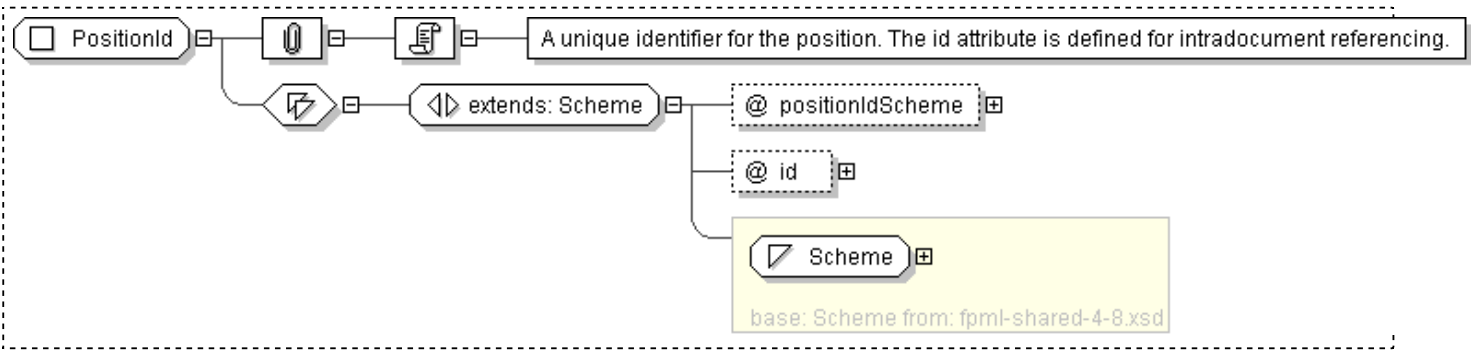 PositionId
A unique identifier for the position. The id attribute is defined for intradocument referencing.
extends: Scheme
@ positionIdScheme
@ id
Scheme
base: Scheme from: fpml-shared-4-8.xsd